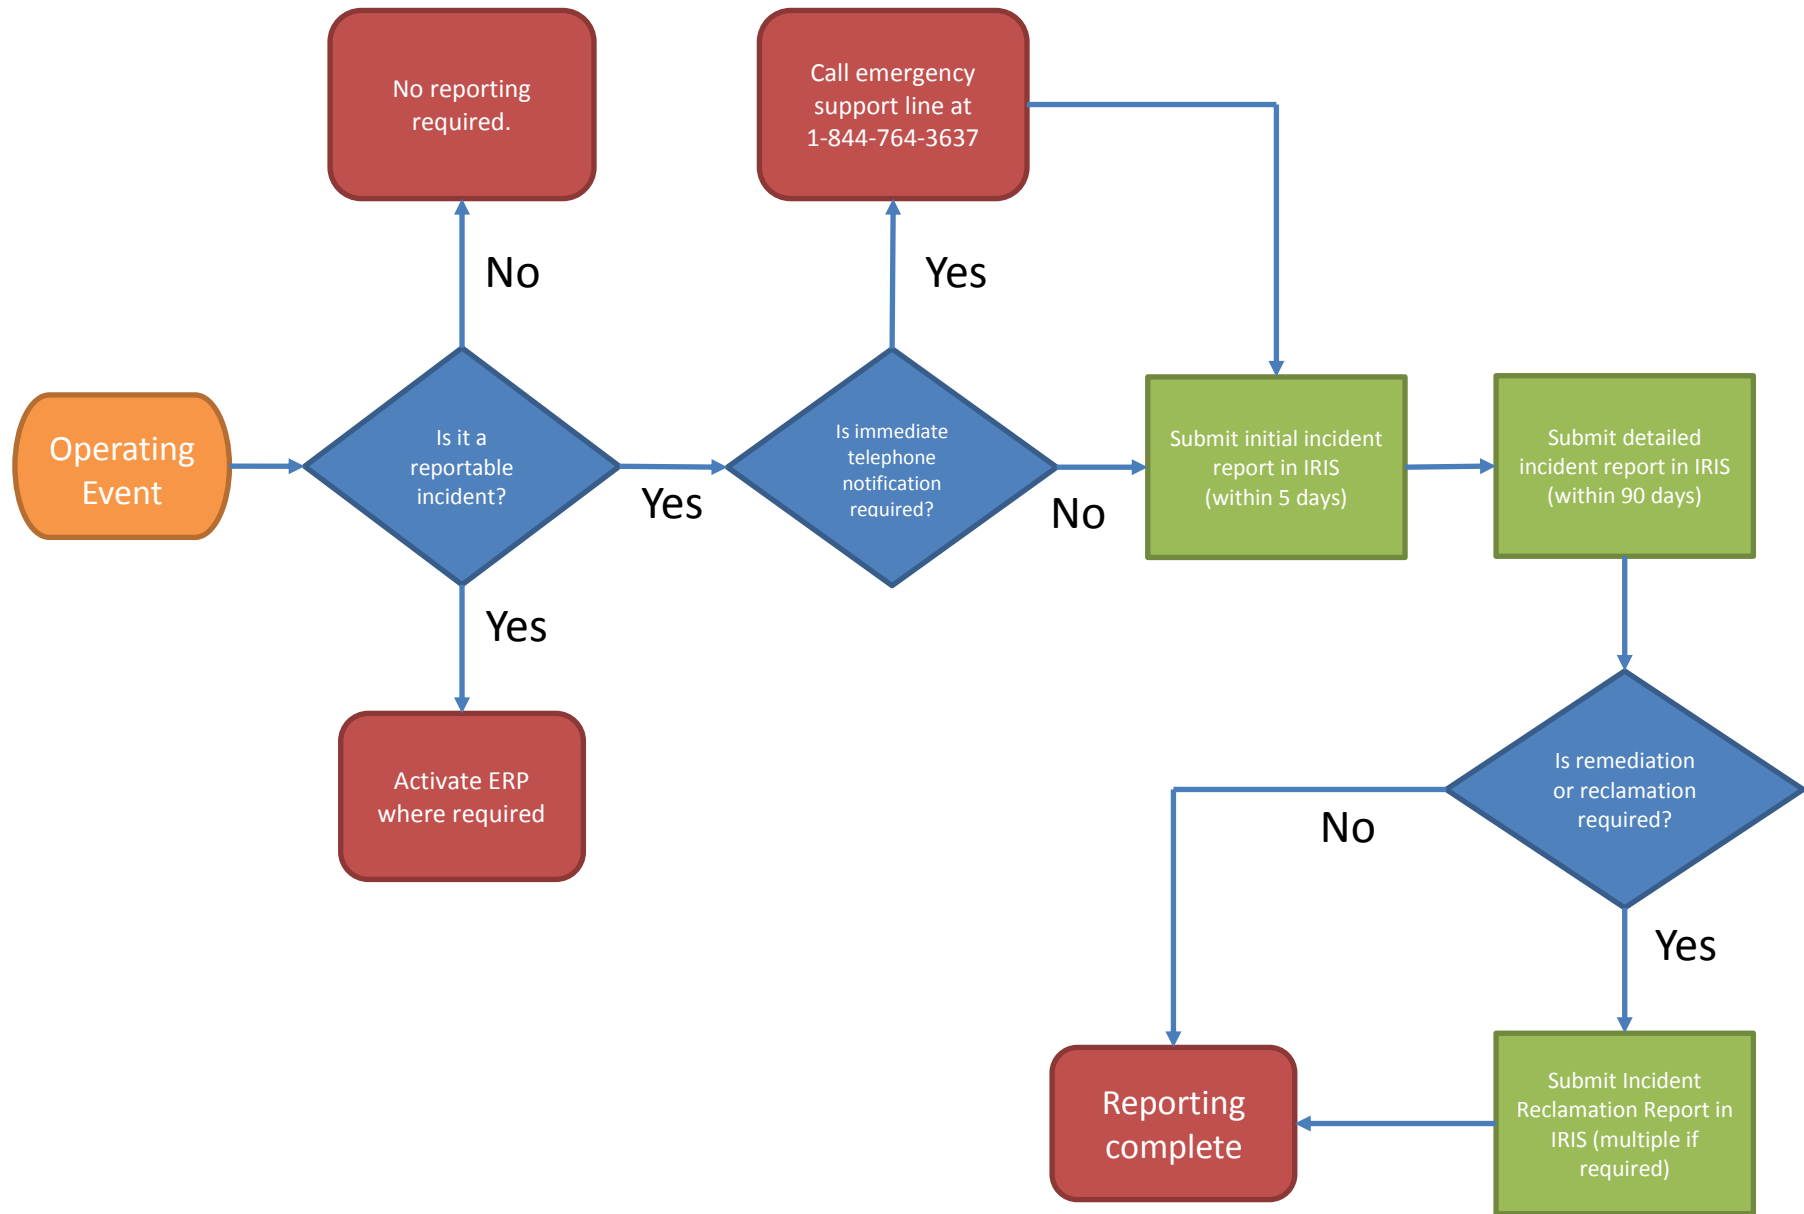 No reporting
required.
Call emergency
support line at
1-844-764-3637
No
Yes
Operating
Event
Is it a
reportable
incident?
Yes
Is immediate
telephone
notification
required?
No
Submit initial incident
report in IRIS
(within 5 days)
Submit detailed
incident report in IRIS
(within 90 days)
Yes
Activate ERP
where required
Is remediation
or reclamation
required?
No
Yes
Reporting
complete
Submit Incident
Reclamation Report in
IRIS (multiple if
required)